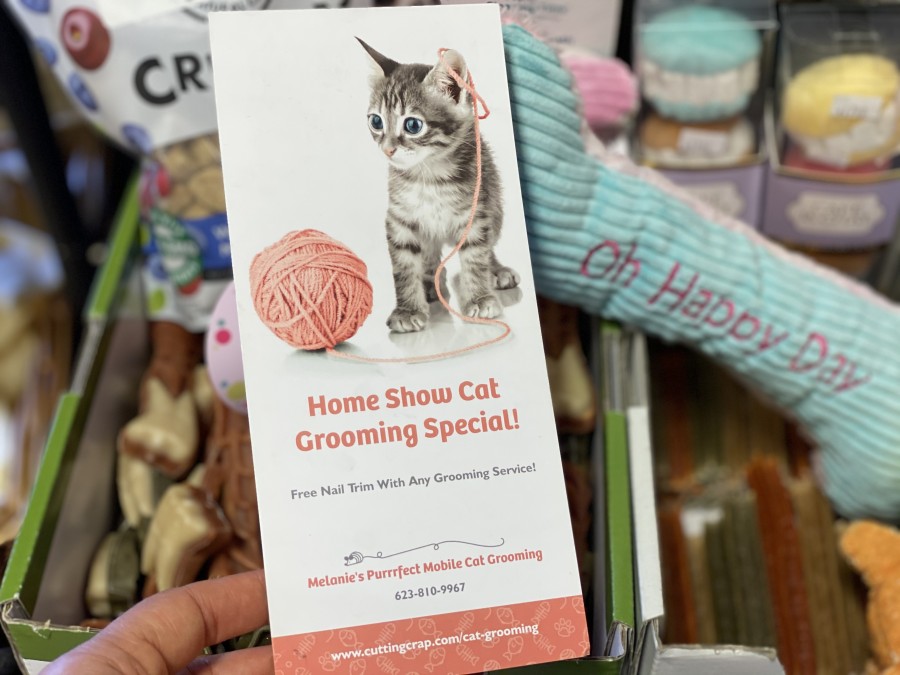 CR
Home Show Cat
Grooming Special!
Free Nail Trim With Any Grooming Service!
Melanie's Purrrfect Mobile Cat Grooming
623-810-9967
www.cuttingcrap.com/cat-grooming
Oh Happy Day